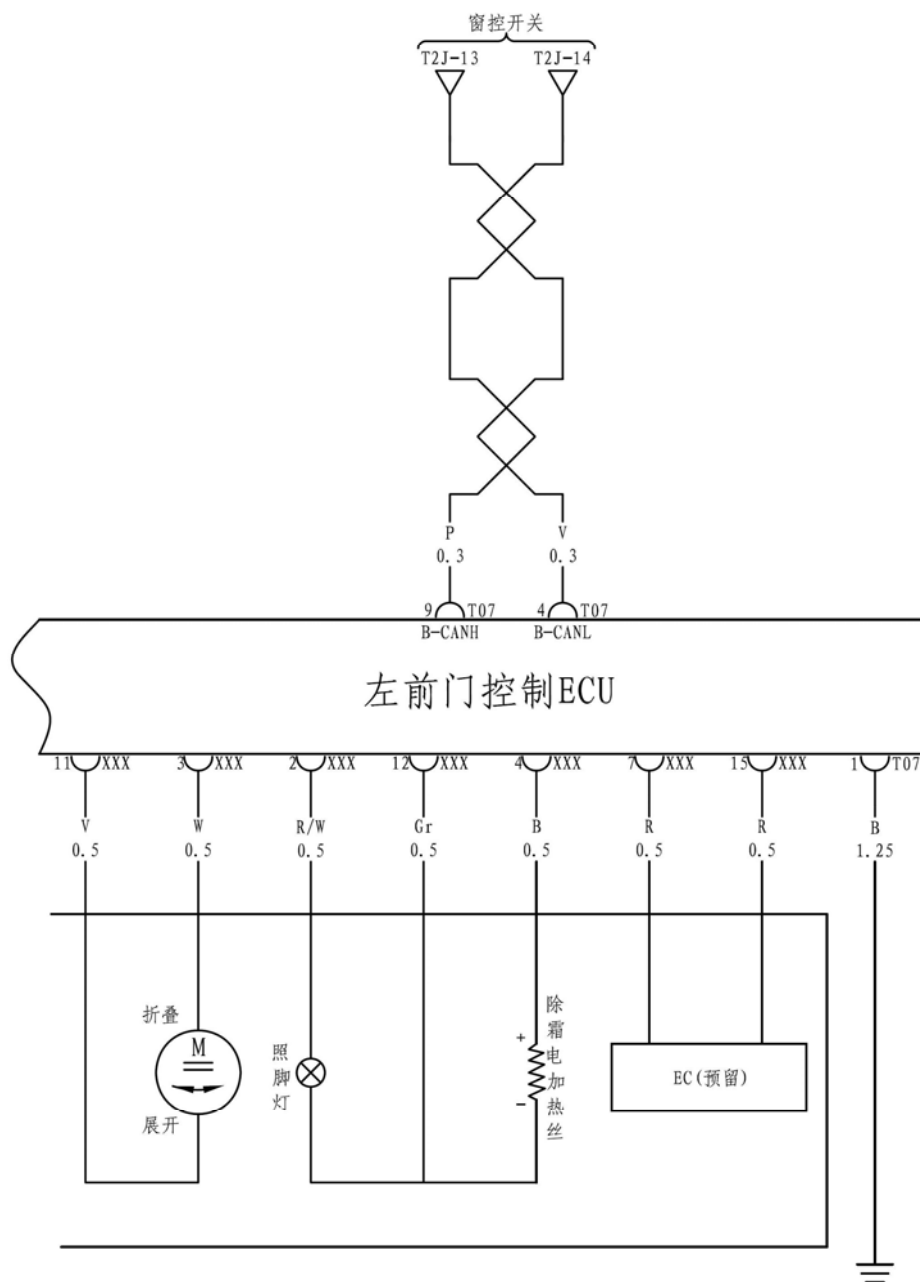 窗控开关
T2J-13 T2J-14
P V
0.3 0.3
9 T07 4 T07
B-CANH B-CANL
左前门控制ECU
11 XXX 3 XXX 2 XXX 12 XXX 4 XXX 7 XXX 15 XXX 1 T07
V W R/W Gr B R R B
0.5 0.5 0.5 0.5 0.5 0.5 0.5 1.25
折叠
M
展开
照脚灯
+
-
除霜电加热丝
EC(预留)